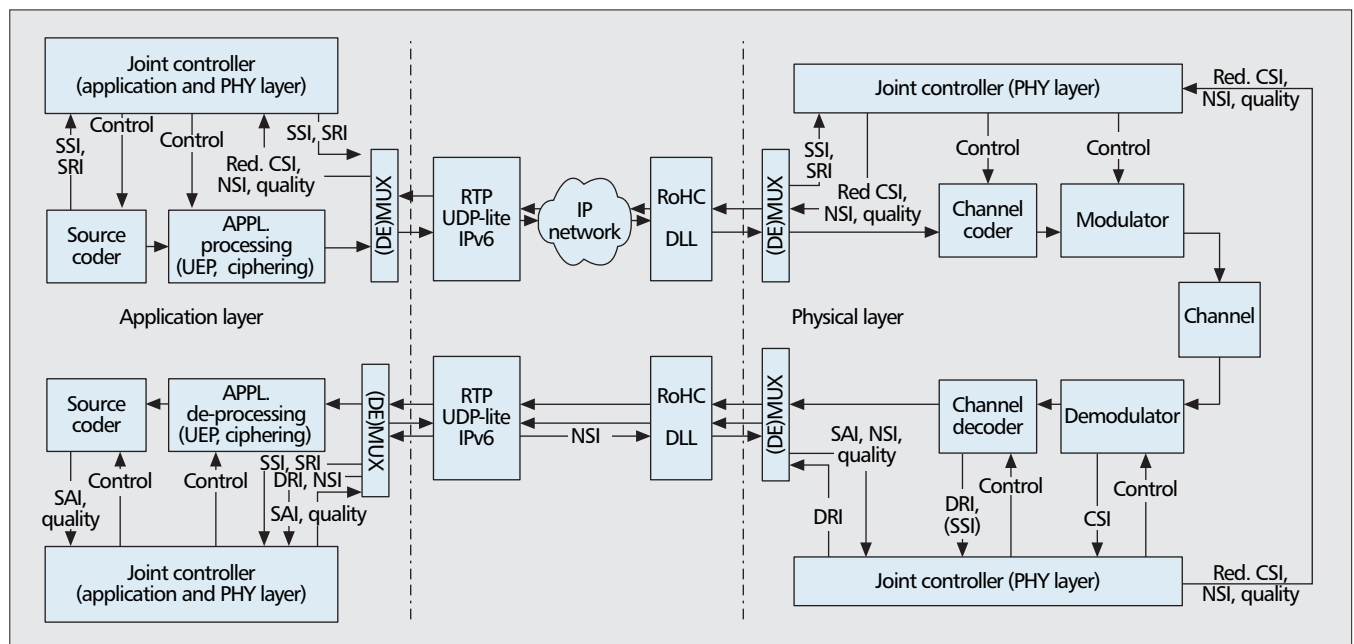 Joint controller
(application and PHY layer)
Joint controller (PHY layer)
Red. CSI,
NSI, quality
SSI,
SRI
Control
Control
SSI, SRI
Red. CSI,
NSI, quality
SSI,
SRI
Red CSI,
NSI, quality
Control
Control
Source
coder
APPL.
processing
(UEP, ciphering)
(DE)MUX
RTP
UDP-lite
IPv6
IP
network
RoHC
DLL
(DE)MUX
Channel
coder
Modulator
Application layer
Physical layer
Channel
Source
coder
APPL.
de-processing
(UEP, ciphering)
(DE)MUX
RTP
UDP-lite
IPv6
NSI
RoHC
DLL
(DE)MUX
Channel
decoder
Demodulator
SAI,
quality
Control
Control
SSI, SRI
DRI, NSI
SAI, quality
DRI
SAI, NSI,
quality
DRI,
(SSI)
Control
CSI
Control
Joint controller
(application and PHY layer)
Joint controller (PHY layer)
Red. CSI,
NSI, quality